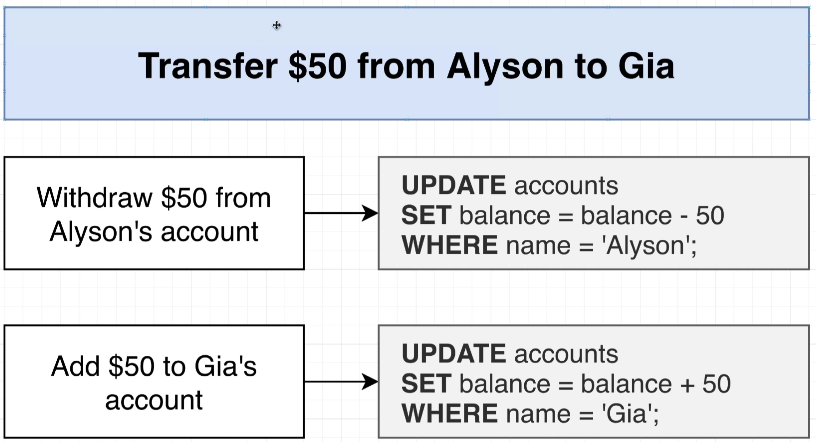 Transfer $50 from Alyson to Gia
Withdraw $50 from
Alyson's account
UPDATE accounts
SET balance = balance - 50
WHERE name = 'Alyson';
Add $50 to Gia's
account
UPDATE accounts
SET balance = balance + 50
WHERE name = 'Gia';